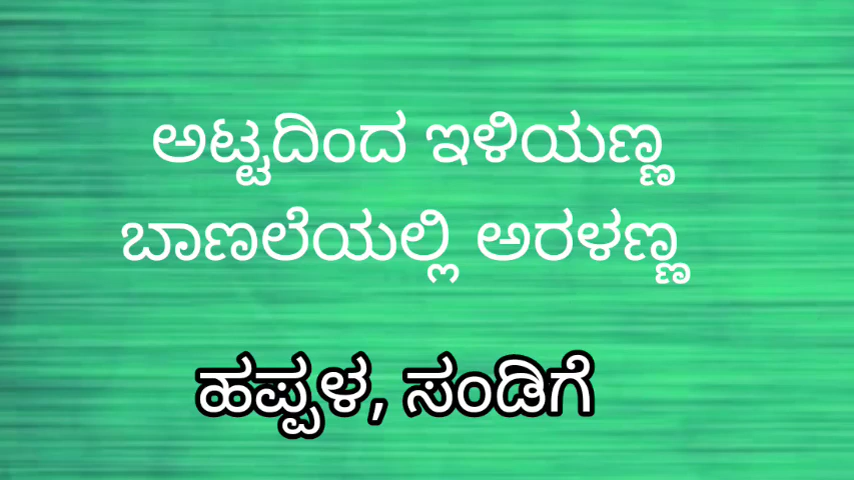 ಅಟ್ಟದಿಂದ ಇಳಿಯಣ್ಣ
ಬಾಣಲೆಯಲ್ಲಿ ಅರಳಣ್ಣ
ಹಪ್ಪಳ, ಸಂಡಿಗೆ